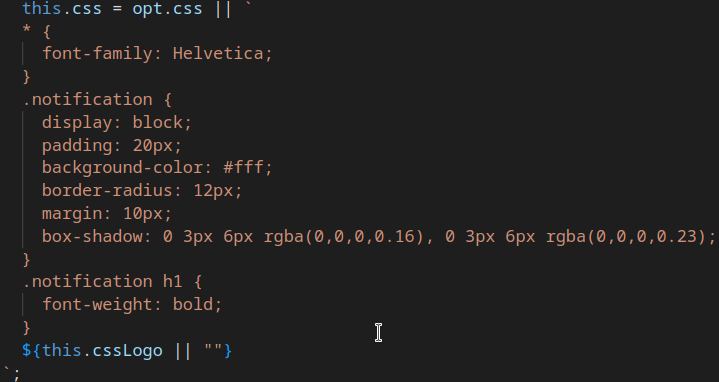 this.css = opt.css || `
* {
font-family: Helvetica;
}
.notification {
display: block;
padding: 20px;
background-color: #fff;
border-radius: 12px;
margin: 10px;
box-shadow: 0 3px 6px rgba(0,0,0,0.16), 0 3px 6px rgba(0,0,0,0.23);
}
.notification h1 {
font-weight: bold;
}
${this.cssLogo || ""}
`;